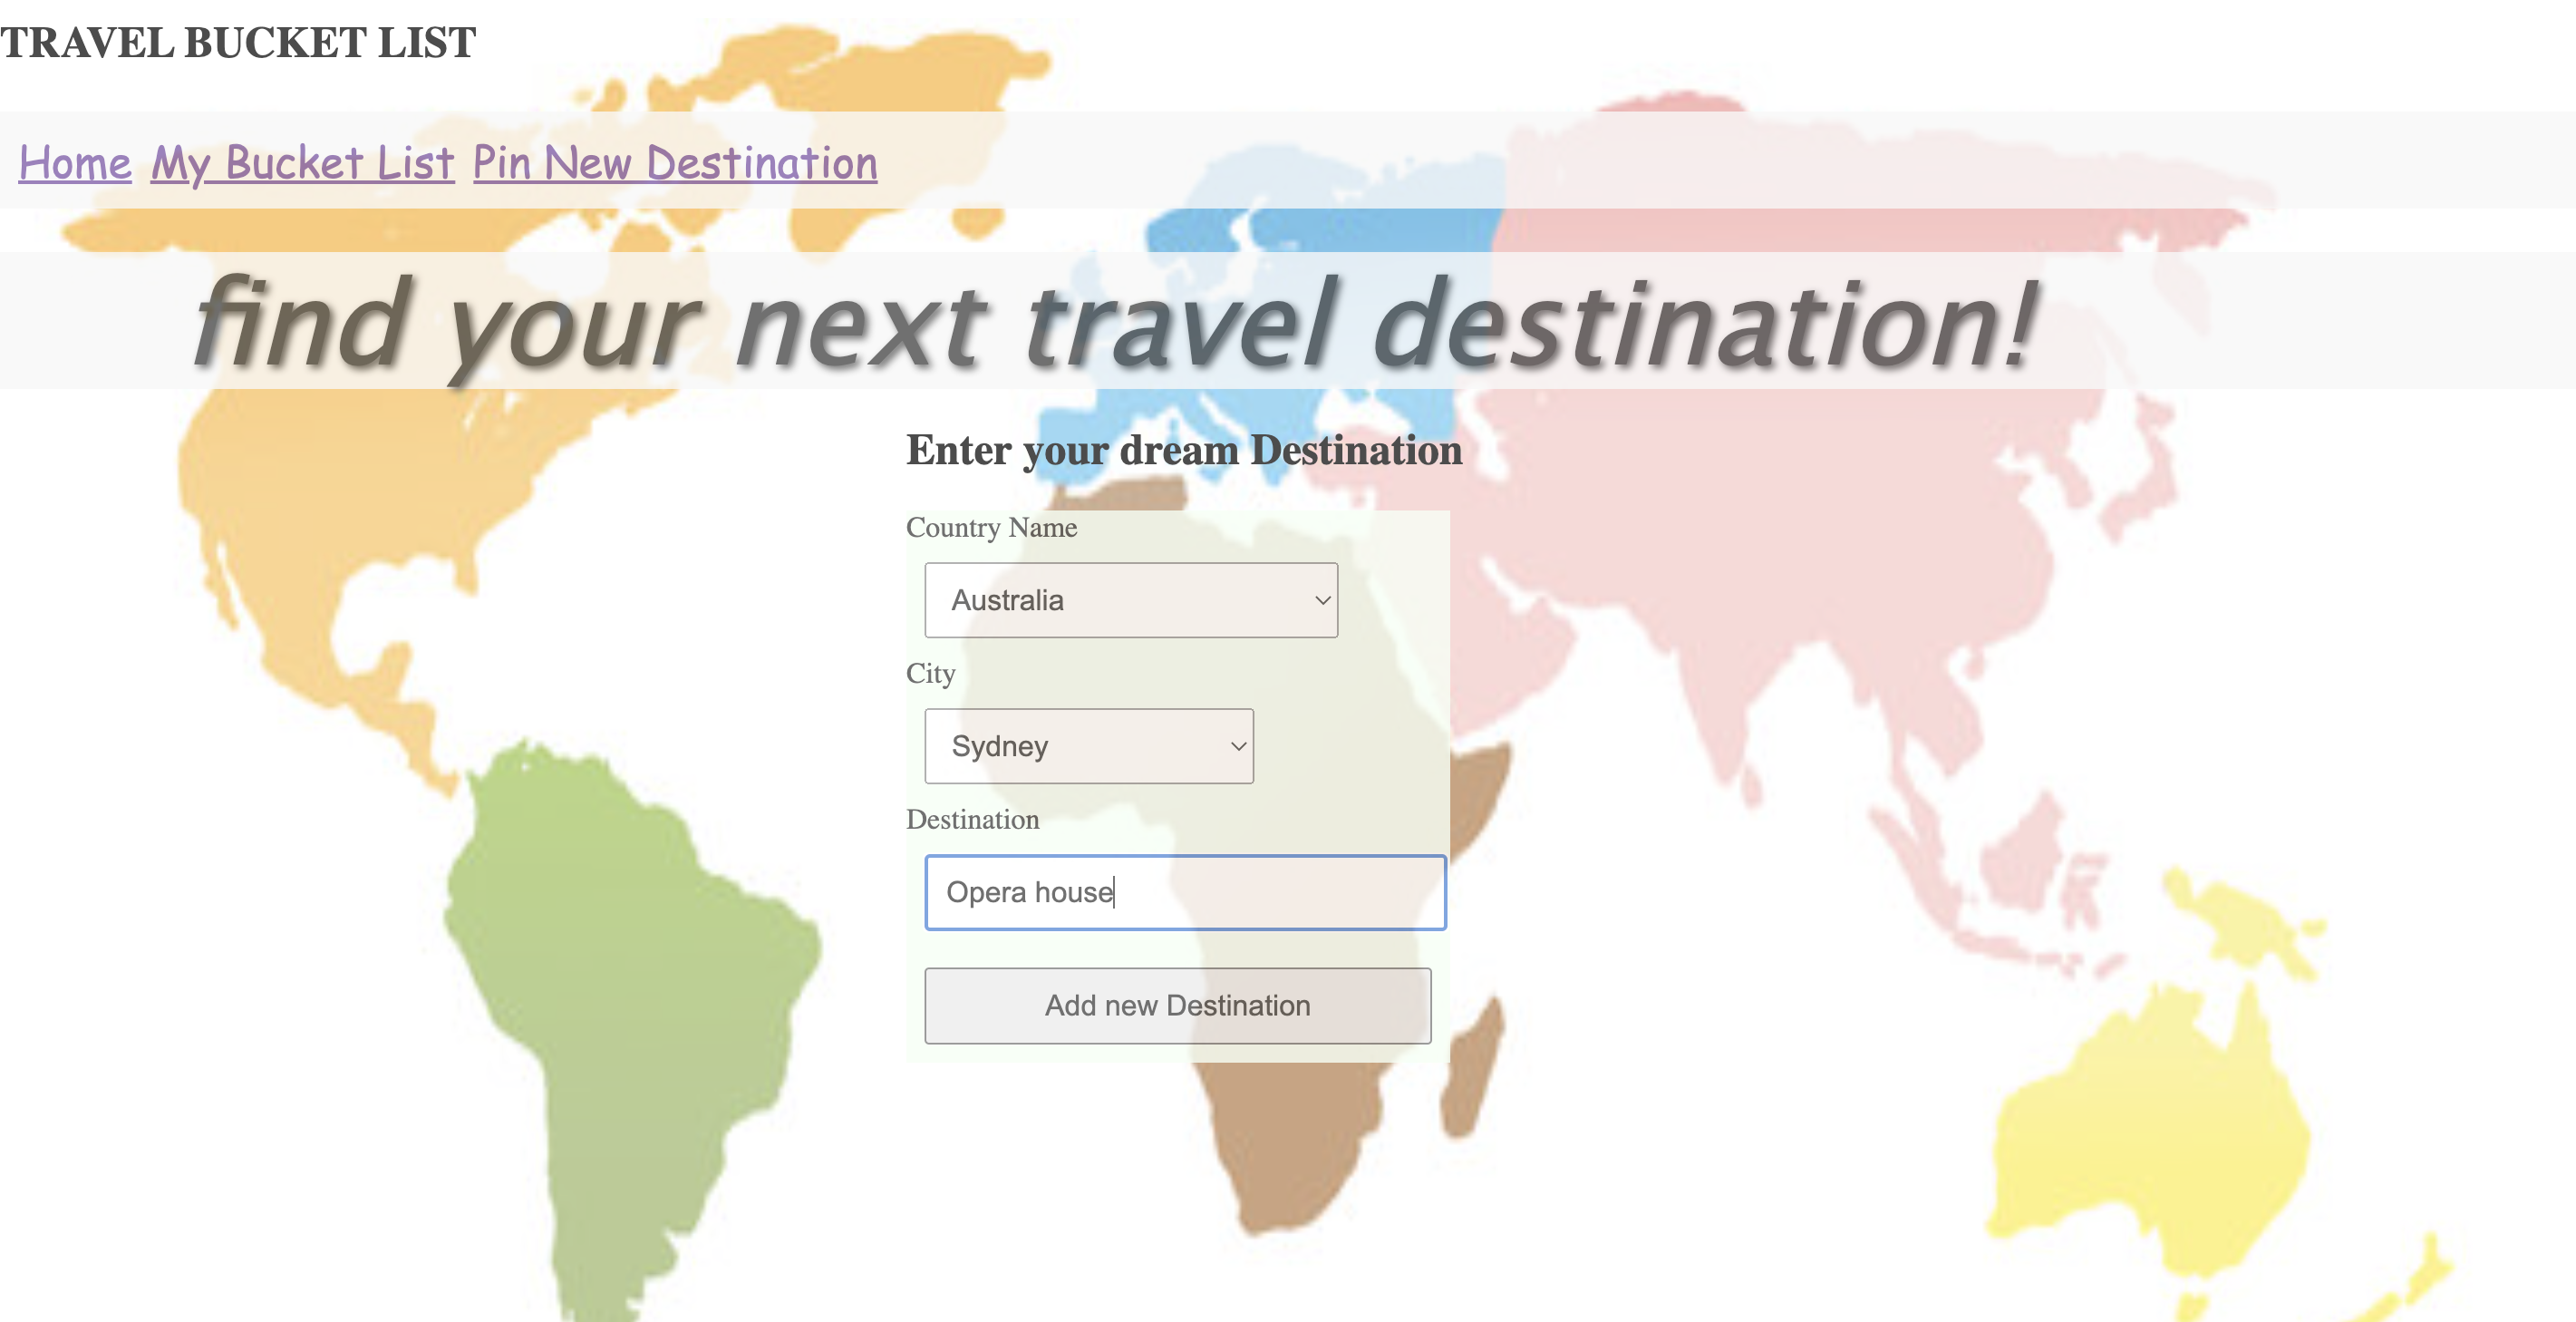 TRAVEL BUCKET LIST
Home My Bucket List Pin New Destination
find your next travel destination!
Enter your dream Destination
Country Name
Australia
City
Sydney
Destination
Opera house
Add new Destination